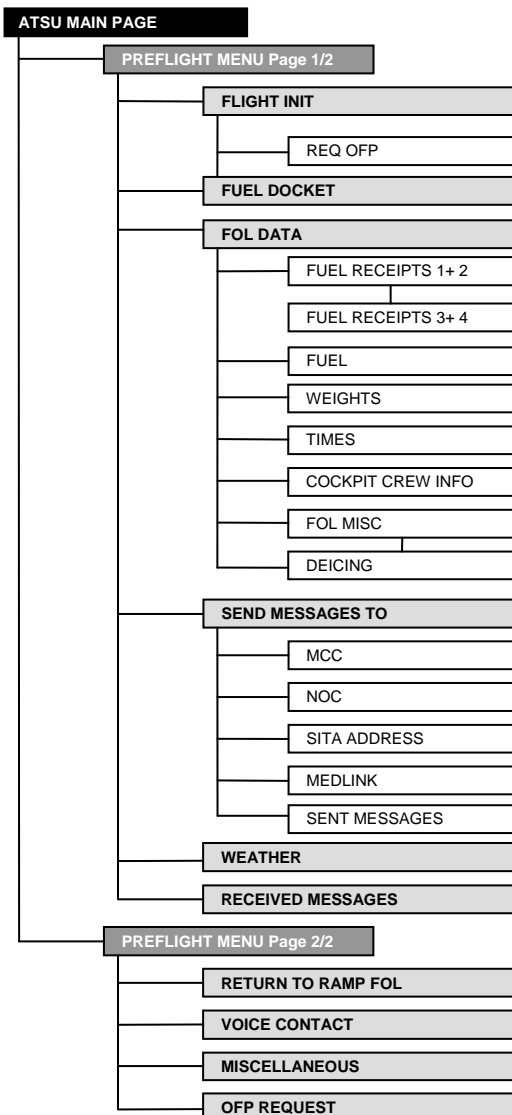 ATSU MAIN PAGE
PREFLIGHT MENU Page 1/2
FLIGHT INIT
REQ OFP
FUEL DOCKET
FOL DATA
FUEL RECEIPTS 1+ 2
FUEL RECEIPTS 3+ 4
FUEL
WEIGHTS
TIMES
COCKPIT CREW INFO
FOL MISC
DEICING
SEND MESSAGES TO
MCC
NOC
SITA ADDRESS
MEDLINK
SENT MESSAGES
WEATHER
RECEIVED MESSAGES
PREFLIGHT MENU Page 2/2
RETURN TO RAMP FOL
VOICE CONTACT
MISCELLANEOUS
OFP REQUEST